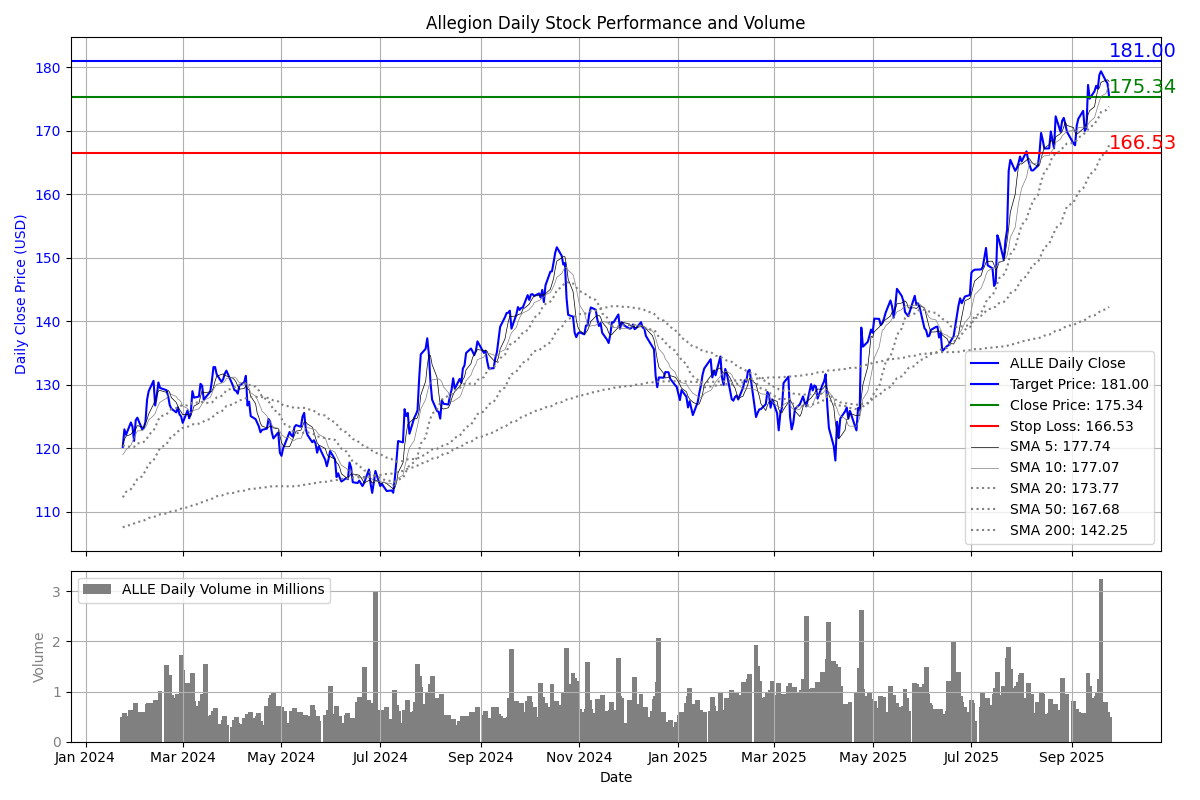 Allegion Daily Stock Performance and Volume
181.00
175.34
166.53
180
170
160
150
140
130
120
110
Daily Close Price (USD)
ALLE Daily Close
Target Price: 181.00
Close Price: 175.34
Stop Loss: 166.53
SMA 5: 177.74
SMA 10: 177.07
SMA 20: 173.77
SMA 50: 167.68
SMA 200: 142.25
ALLE Daily Volume in Millions
3
2
1
0
Volume
Jan 2024 Mar 2024 May 2024 Jul 2024 Sep 2024 Nov 2024 Jan 2025 Mar 2025 May 2025 Jul 2025 Sep 2025
Date